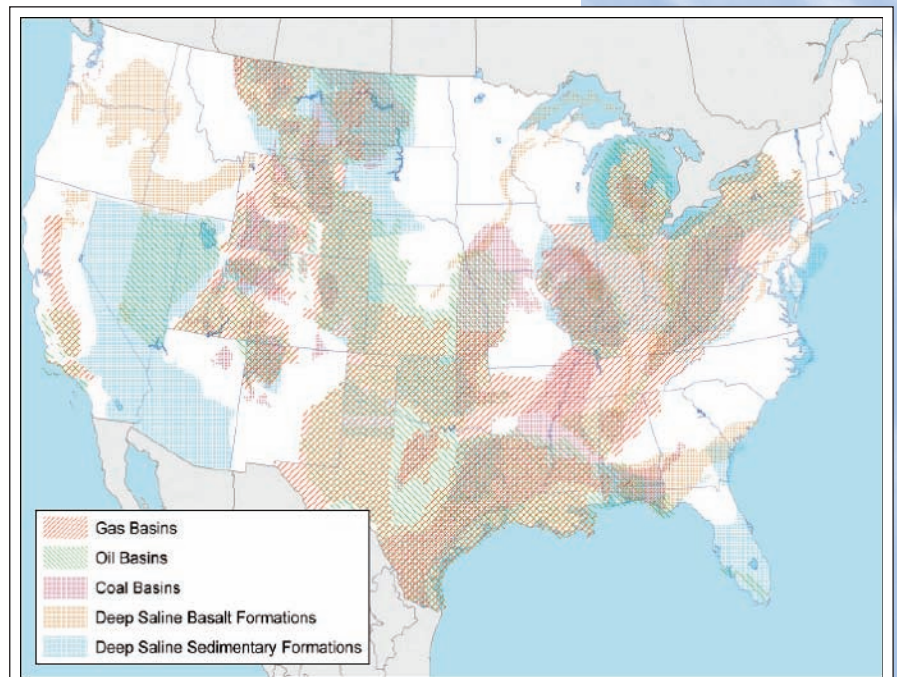 Gas Basins
Oil Basins
Coal Basins
Deep Saline Basalt Formations
Deep Saline Sedimentary Formations